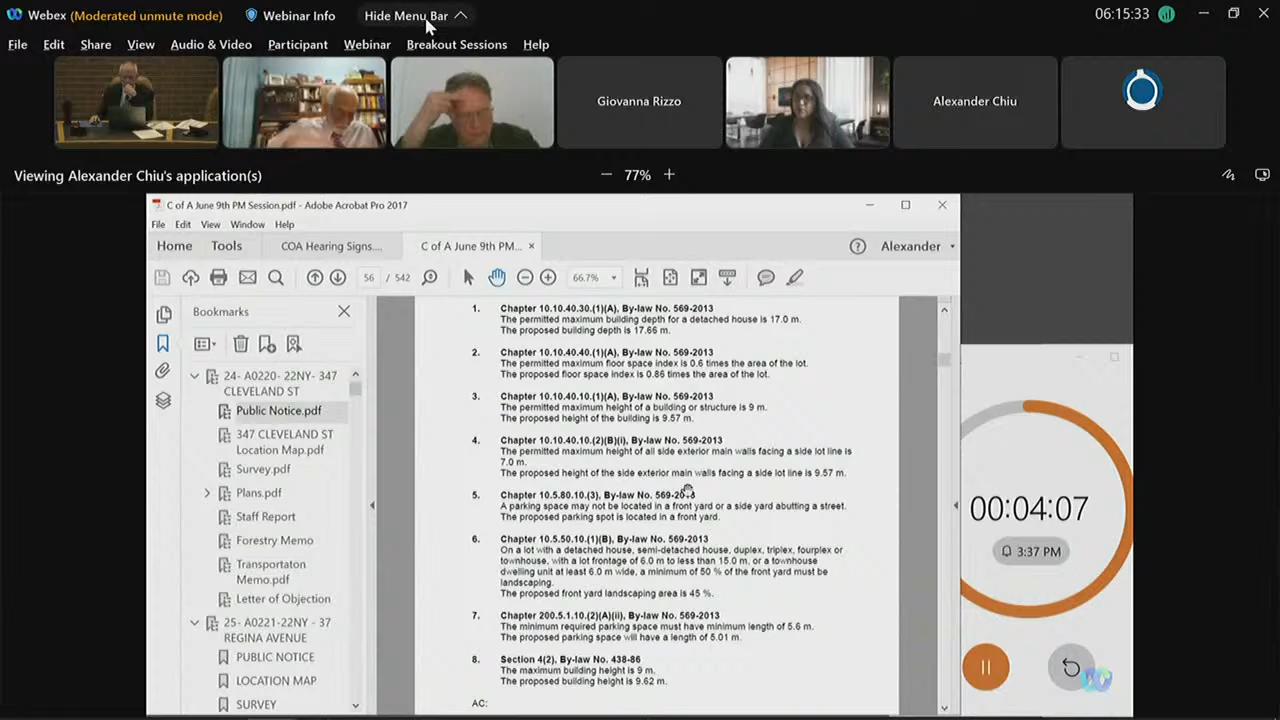 Webex (Moderated unmute mode) Webinar Info Hide Menu Bar 06:15:33
File Edit Share View Audio & Video Participant Webinar Breakout Sessions Help
Giovanna Rizzo
Alexander Chiu
Viewing Alexander Chiu's application(s) 77%
C of A June 9th PM Session.pdf - Adobe Acrobat Pro 2017
File Edit View Window Help
Home Tools COA Hearing Signs.... C of A June 9th PM... × Alexander
56 / 542 66.7%
Bookmarks
24- A0220- 22NY- 347
CLEVELAND ST
Public Notice.pdf
347 CLEVELAND ST
Location Map.pdf
Survey.pdf
Plans.pdf
Staff Report
Forestry Memo
Transportaton
Memo.pdf
Letter of Objection
25- A0221-22NY - 37
REGINA AVENUE
PUBLIC NOTICE
LOCATION MAP
SURVEY
1. Chapter 10.10.40.30.(1)(A), By-law No. 569-2013
The permitted maximum building depth for a detached house is 17.0 m.
The proposed building depth is 17.66 m.
2. Chapter 10.10.40.40.(1)(A), By-law No. 569-2013
The permitted maximum floor space index is 0.6 times the area of the lot.
The proposed floor space index is 0.86 times the area of the lot.
3. Chapter 10.10.40.10.(1)(A), By-law No. 569-2013
The permitted maximum height of a building or structure is 9 m.
The proposed height of the building is 9.57 m.
4. Chapter 10.10.40.10.(2)(B)(i), By-law No. 569-2013
The permitted maximum height of all side exterior main walls facing a side lot line is
7.0 m.
The proposed height of the side exterior main walls facing a side lot line is 9.57 m.
5. Chapter 10.5.80.10.(3), By-law No. 569-2013
A parking space may not be located in a front yard or a side yard abutting a street.
The proposed parking spot is located in a front yard.
6. Chapter 10.5.50.10.(1)(B), By-law No. 569-2013
On a lot with a detached house, semi-detached house, duplex, triplex, fourplex or
townhouse, with a lot frontage of 6.0 m to less than 15.0 m, or a townhouse
dwelling unit at least 6.0 m wide, a minimum of 50 % of the front yard must be
landscaping.
The proposed front yard landscaping area is 45 %.
7. Chapter 200.5.1.10.(2)(A)(ii), By-law No. 569-2013
The minimum required parking space must have minimum length of 5.6 m.
The proposed parking space will have a length of 5.01 m.
8. Section 4(2), By-law No. 438-86
The maximum building height is 9 m.
The proposed building height is 9.62 m.
AC:
00:04:07
3:37 PM